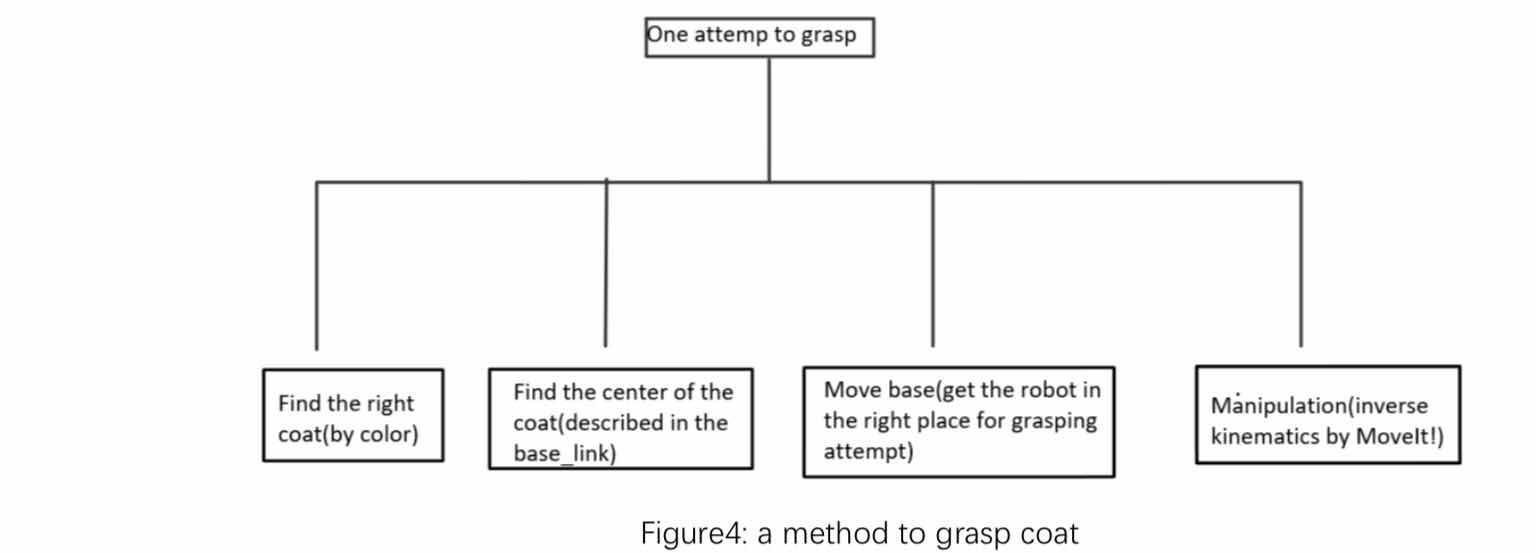 One attemp to grasp
Find the right
coat(by color)
Find the center of the
coat(described in the
base_link)
Move base(get the robot in
the right place for grasping
attempt)
Manipulation(inverse
kinematics by MoveIt!)
Figure4: a method to grasp coat